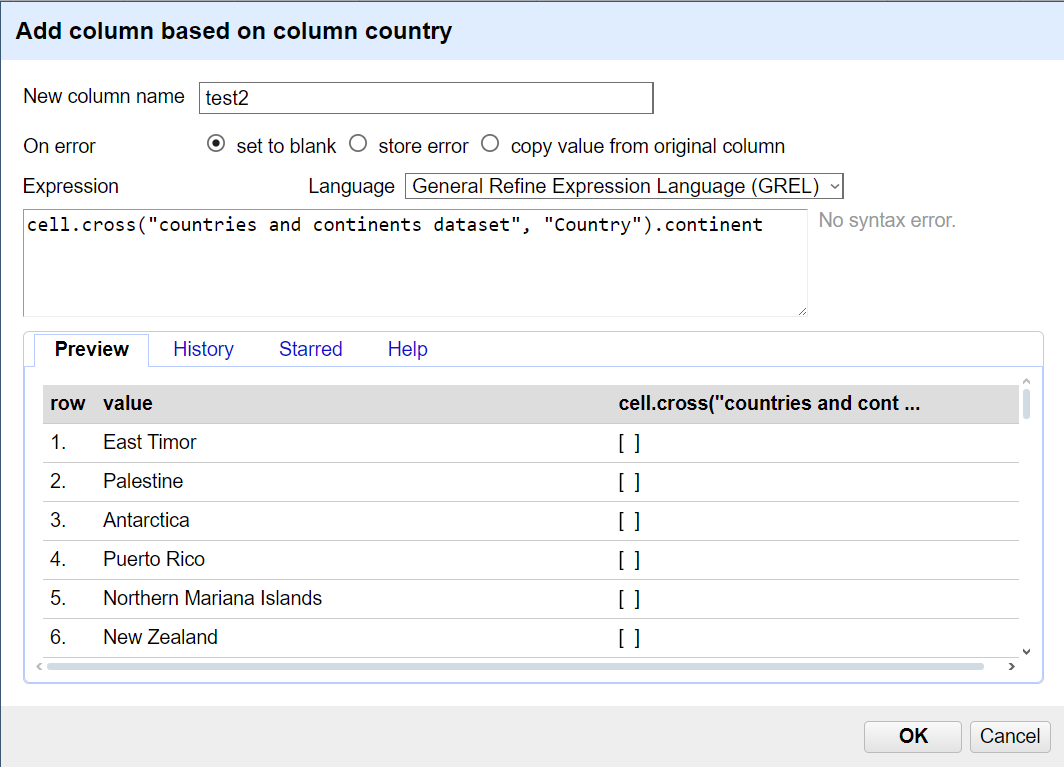 Add column based on column country
New column name test2
On error set to blank store error copy value from original column
Expression Language General Refine Expression Language (GREL)
cell.cross("countries and continents dataset", "Country").continent No syntax error.
Preview History Starred Help
row value cell.cross("countries and cont ...
1. East Timor [ ]
2. Palestine [ ]
3. Antarctica [ ]
4. Puerto Rico [ ]
5. Northern Mariana Islands [ ]
6. New Zealand [ ]
OK Cancel